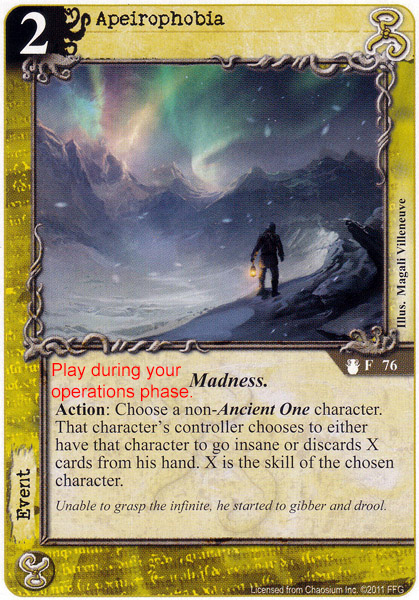 2
Apeirophobia
Illus. Magali Villeneuve
F 76
Play during your
operations phase.
Madness.
Action: Choose a non-Ancient One character.
That character's controller chooses to either
have that character to go insane or discards X
cards from his hand. X is the skill of the chosen
character.
Unable to grasp the infinite, he started to gibber and drool.
Event
Licensed from Chaosium Inc. ©2011 FFG